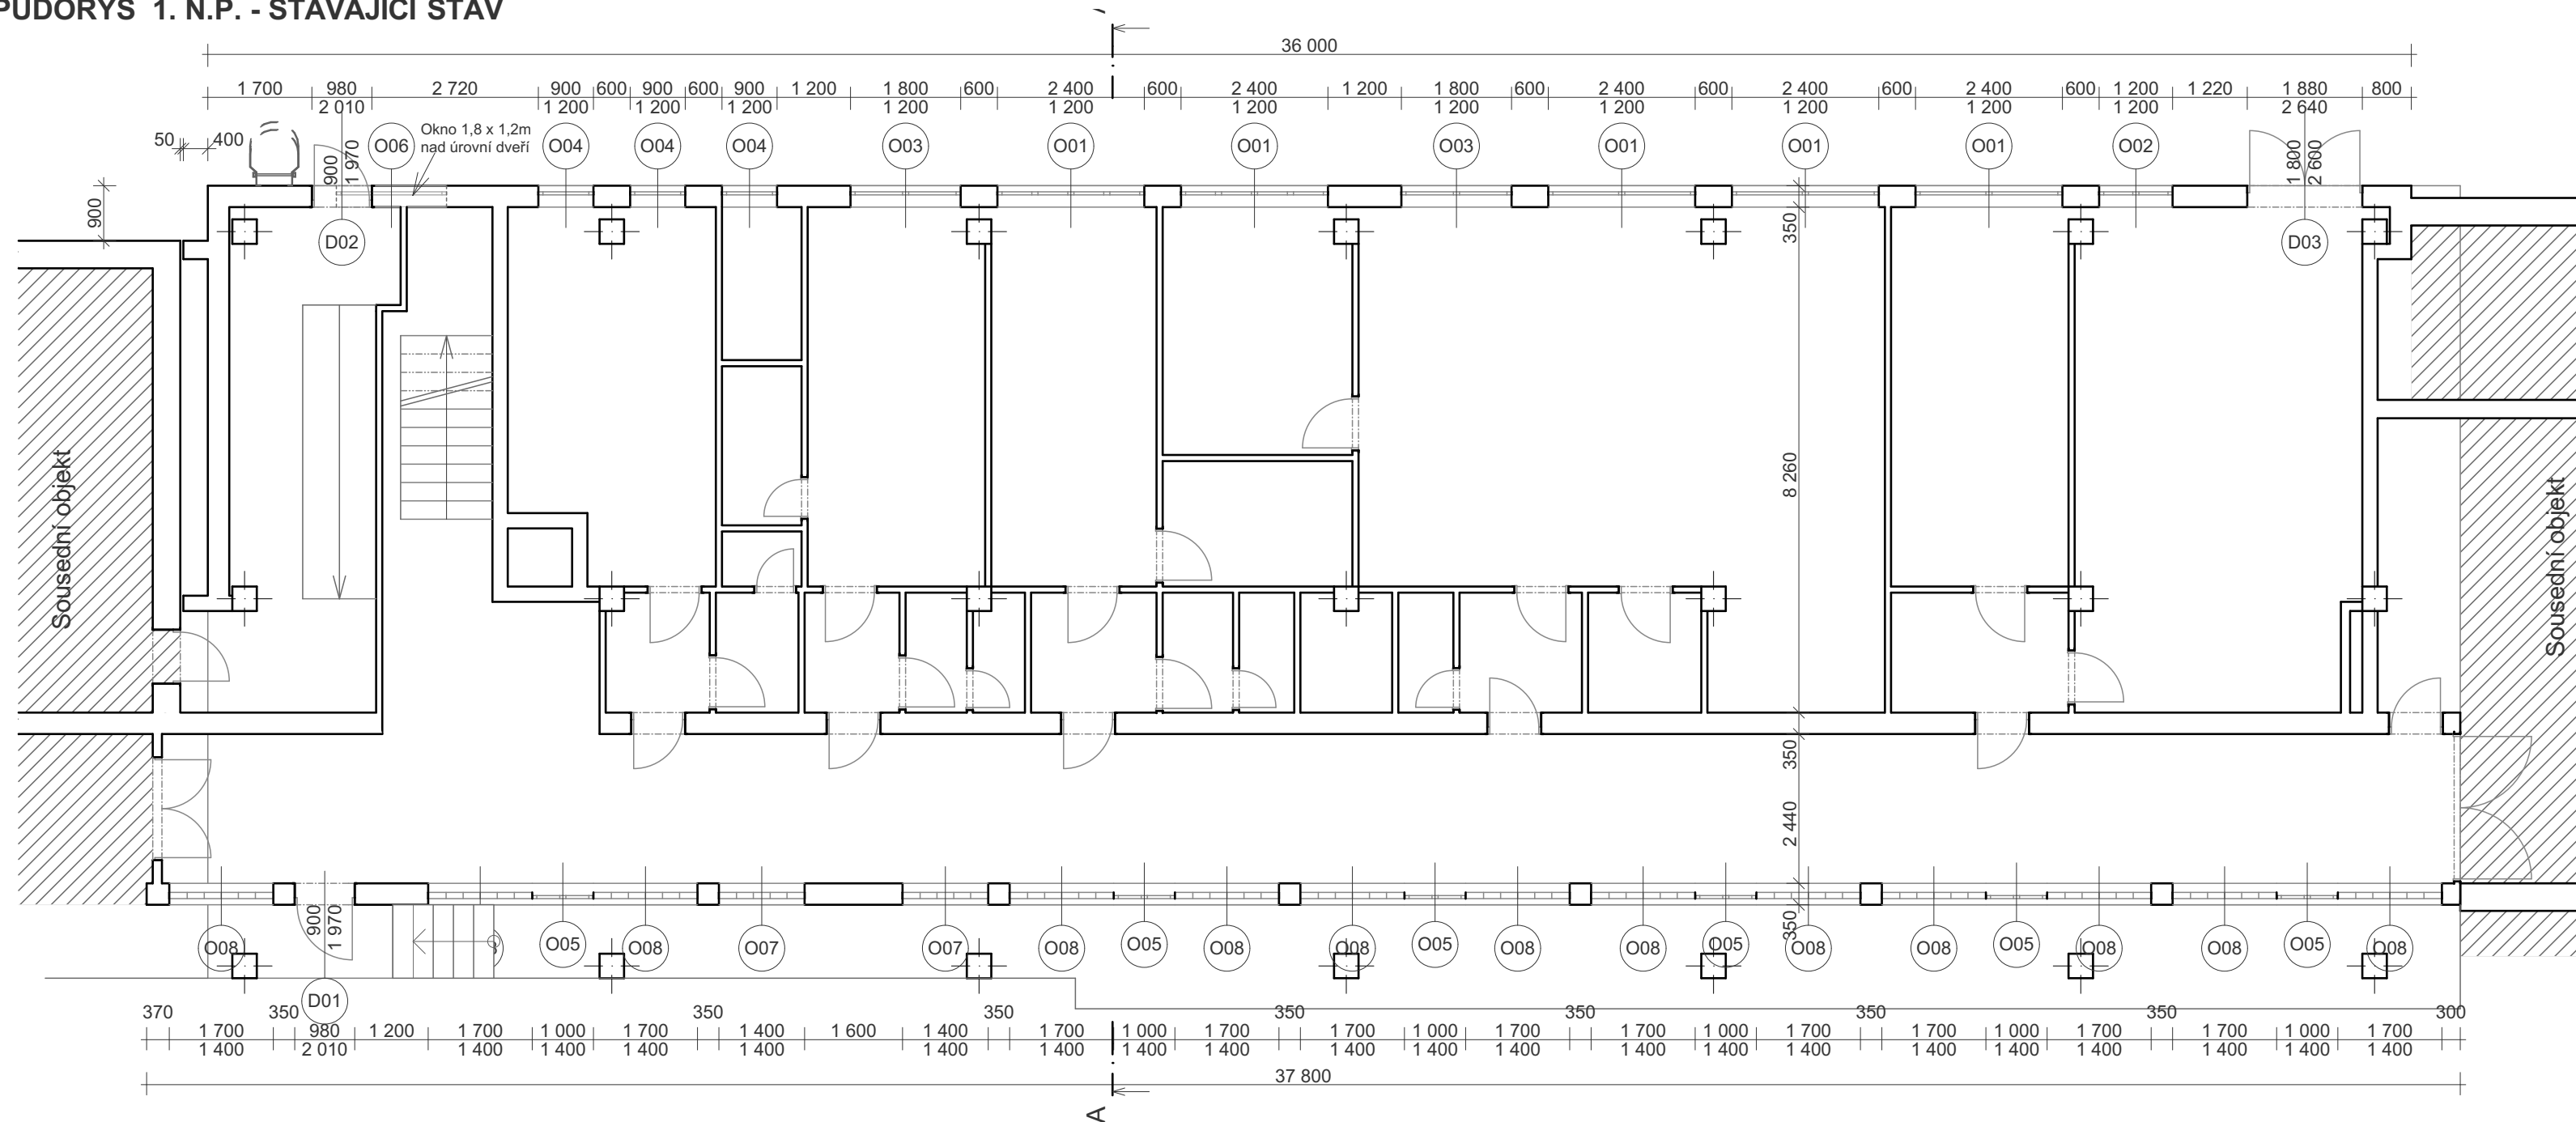 PŮDORYS 1. N.P. - STÁVAJÍCÍ STAV
36 000
1 700 980 2 720 900 600 900 600 900 1 200 1 800 600 2 400 600 2 400 1 200 1 800 600 2 400 600 2 400 600 2 400 600 1 200 1 220 1 880 800
2 010 1 200 1 200 1 200 1 200 1 200 1 200 1 200 1 200 1 200 1 200 1 200 2 640
50 400
Okno 1,8 x 1,2m
nad úrovní dveří
O06 O04 O04 O04 O03 O01 O01 O03 O01 O01 O01 O02
900
1 970
1 800
2 600
900
D02
D03
350
8 260
Sousední objekt
Sousední objekt
350
2 440
350
900
1 970
O08 O05 O08 O07 O07 O08 O05 O08 O08 O05 O08 O08 O05 O08 O08 O05 O08 O08 O05 O08
D01
370 350 350 350 350 350 350 350 300
1 700 980 1 200 1 700 1 000 1 700 1 400 1 600 1 400 1 700 1 000 1 700 1 700 1 000 1 700 1 700 1 000 1 700 1 700 1 000 1 700 1 700 1 000 1 700
1 400 2 010 1 400 1 400 1 400 1 400 1 400 1 400 1 400 1 400 1 400 1 400 1 400 1 400 1 400 1 400 1 400 1 400 1 400 1 400 1 400 1 400
37 800
A